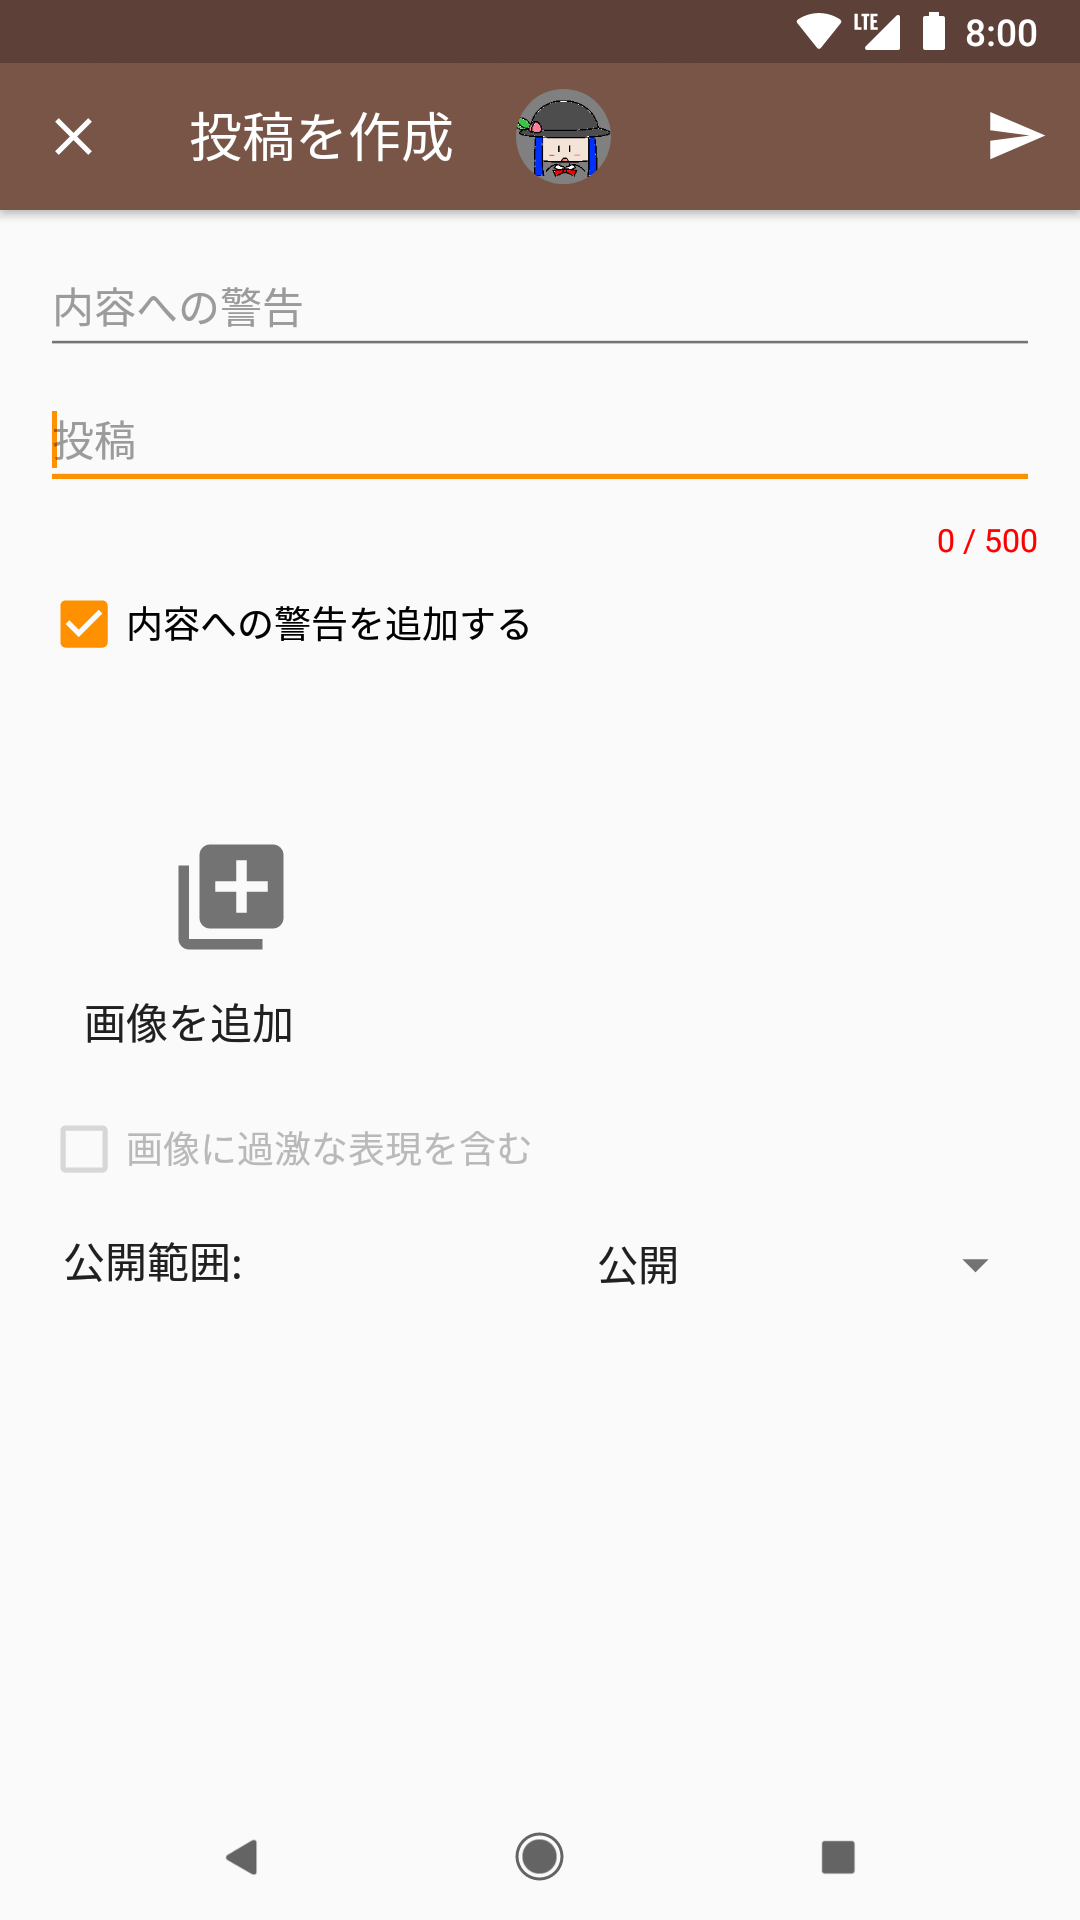 LTE 8:00
投稿を作成
内容への警告
投稿
0 / 500
内容への警告を追加する
画像を追加
画像に過激な表現を含む
公開範囲: 公開